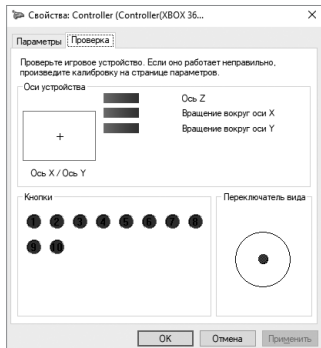 Свойства: Controller (Controller(XBOX 36...
Параметры Проверка
Проверьте игровое устройство. Если оно работает неправильно,
произведите калибровку на странице параметров.
Оси устройства
Ось Z
Вращение вокруг оси X
Вращение вокруг оси Y
Ось X / Ось Y
Кнопки
1 2 3 4 5 6 7 8
9 10
Переключатель вида
OK Отмена Применить